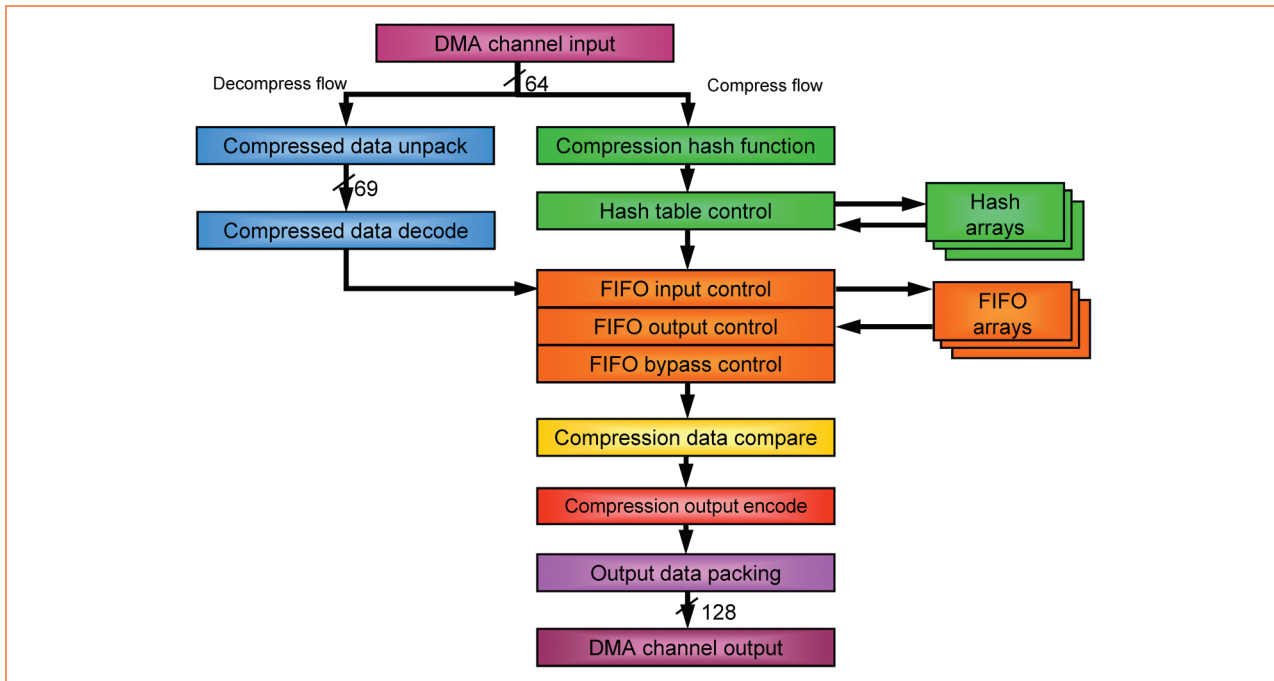 DMA channel input
64
Decompress flow
Compress flow
Compressed data unpack
Compression hash function
69
Hash table control
Hash
arrays
Compressed data decode
FIFO input control
FIFO output control
FIFO bypass control
FIFO
arrays
Compression data compare
Compression output encode
Output data packing
128
DMA channel output